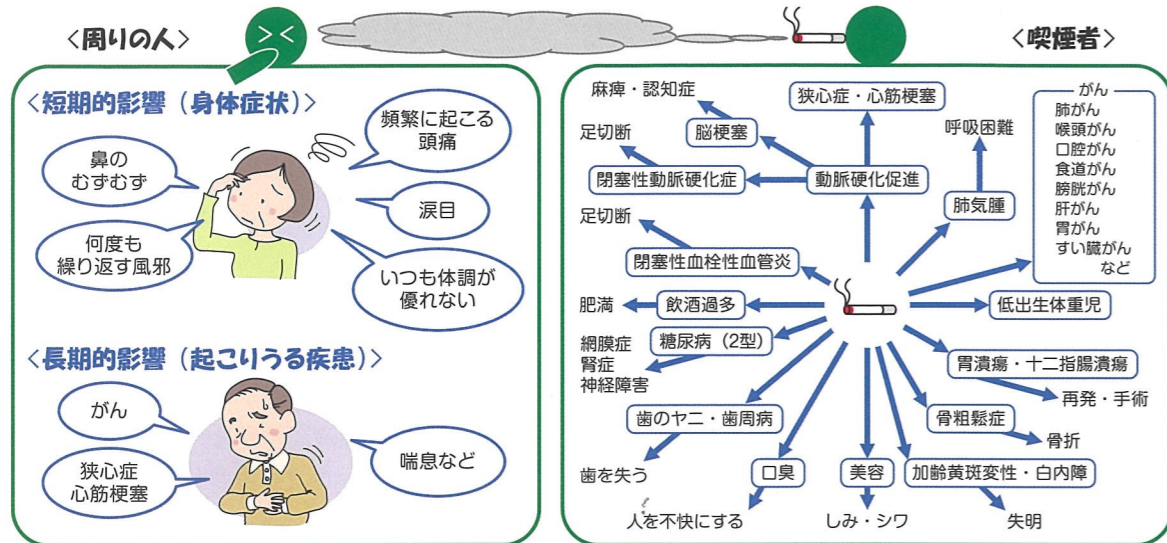 <周りの人>
<短期的影響（身体症状）>
鼻の
むずむず
頻繁に起こる
頭痛
涙目
何度も
繰り返す風邪
いつも体調が
優れない
<長期的影響（起こりうる疾患）>
がん
狭心症
心筋梗塞
喘息など
<喫煙者>
麻痺・認知症
狭心症・心筋梗塞
がん
肺がん
喉頭がん
口腔がん
食道がん
膀胱がん
肝がん
胃がん
すい臓がん
など
足切断
脳梗塞
呼吸困難
閉塞性動脈硬化症
動脈硬化促進
肺気腫
足切断
閉塞性血栓性血管炎
肥満
飲酒過多
低出生体重児
網膜症
腎症
神経障害
糖尿病（2型）
胃潰瘍・十二指腸潰瘍
再発・手術
歯のヤニ・歯周病
骨粗鬆症
骨折
歯を失う
口臭
美容
加齢黄斑変性・白内障
人を不快にする
しみ・シワ
失明